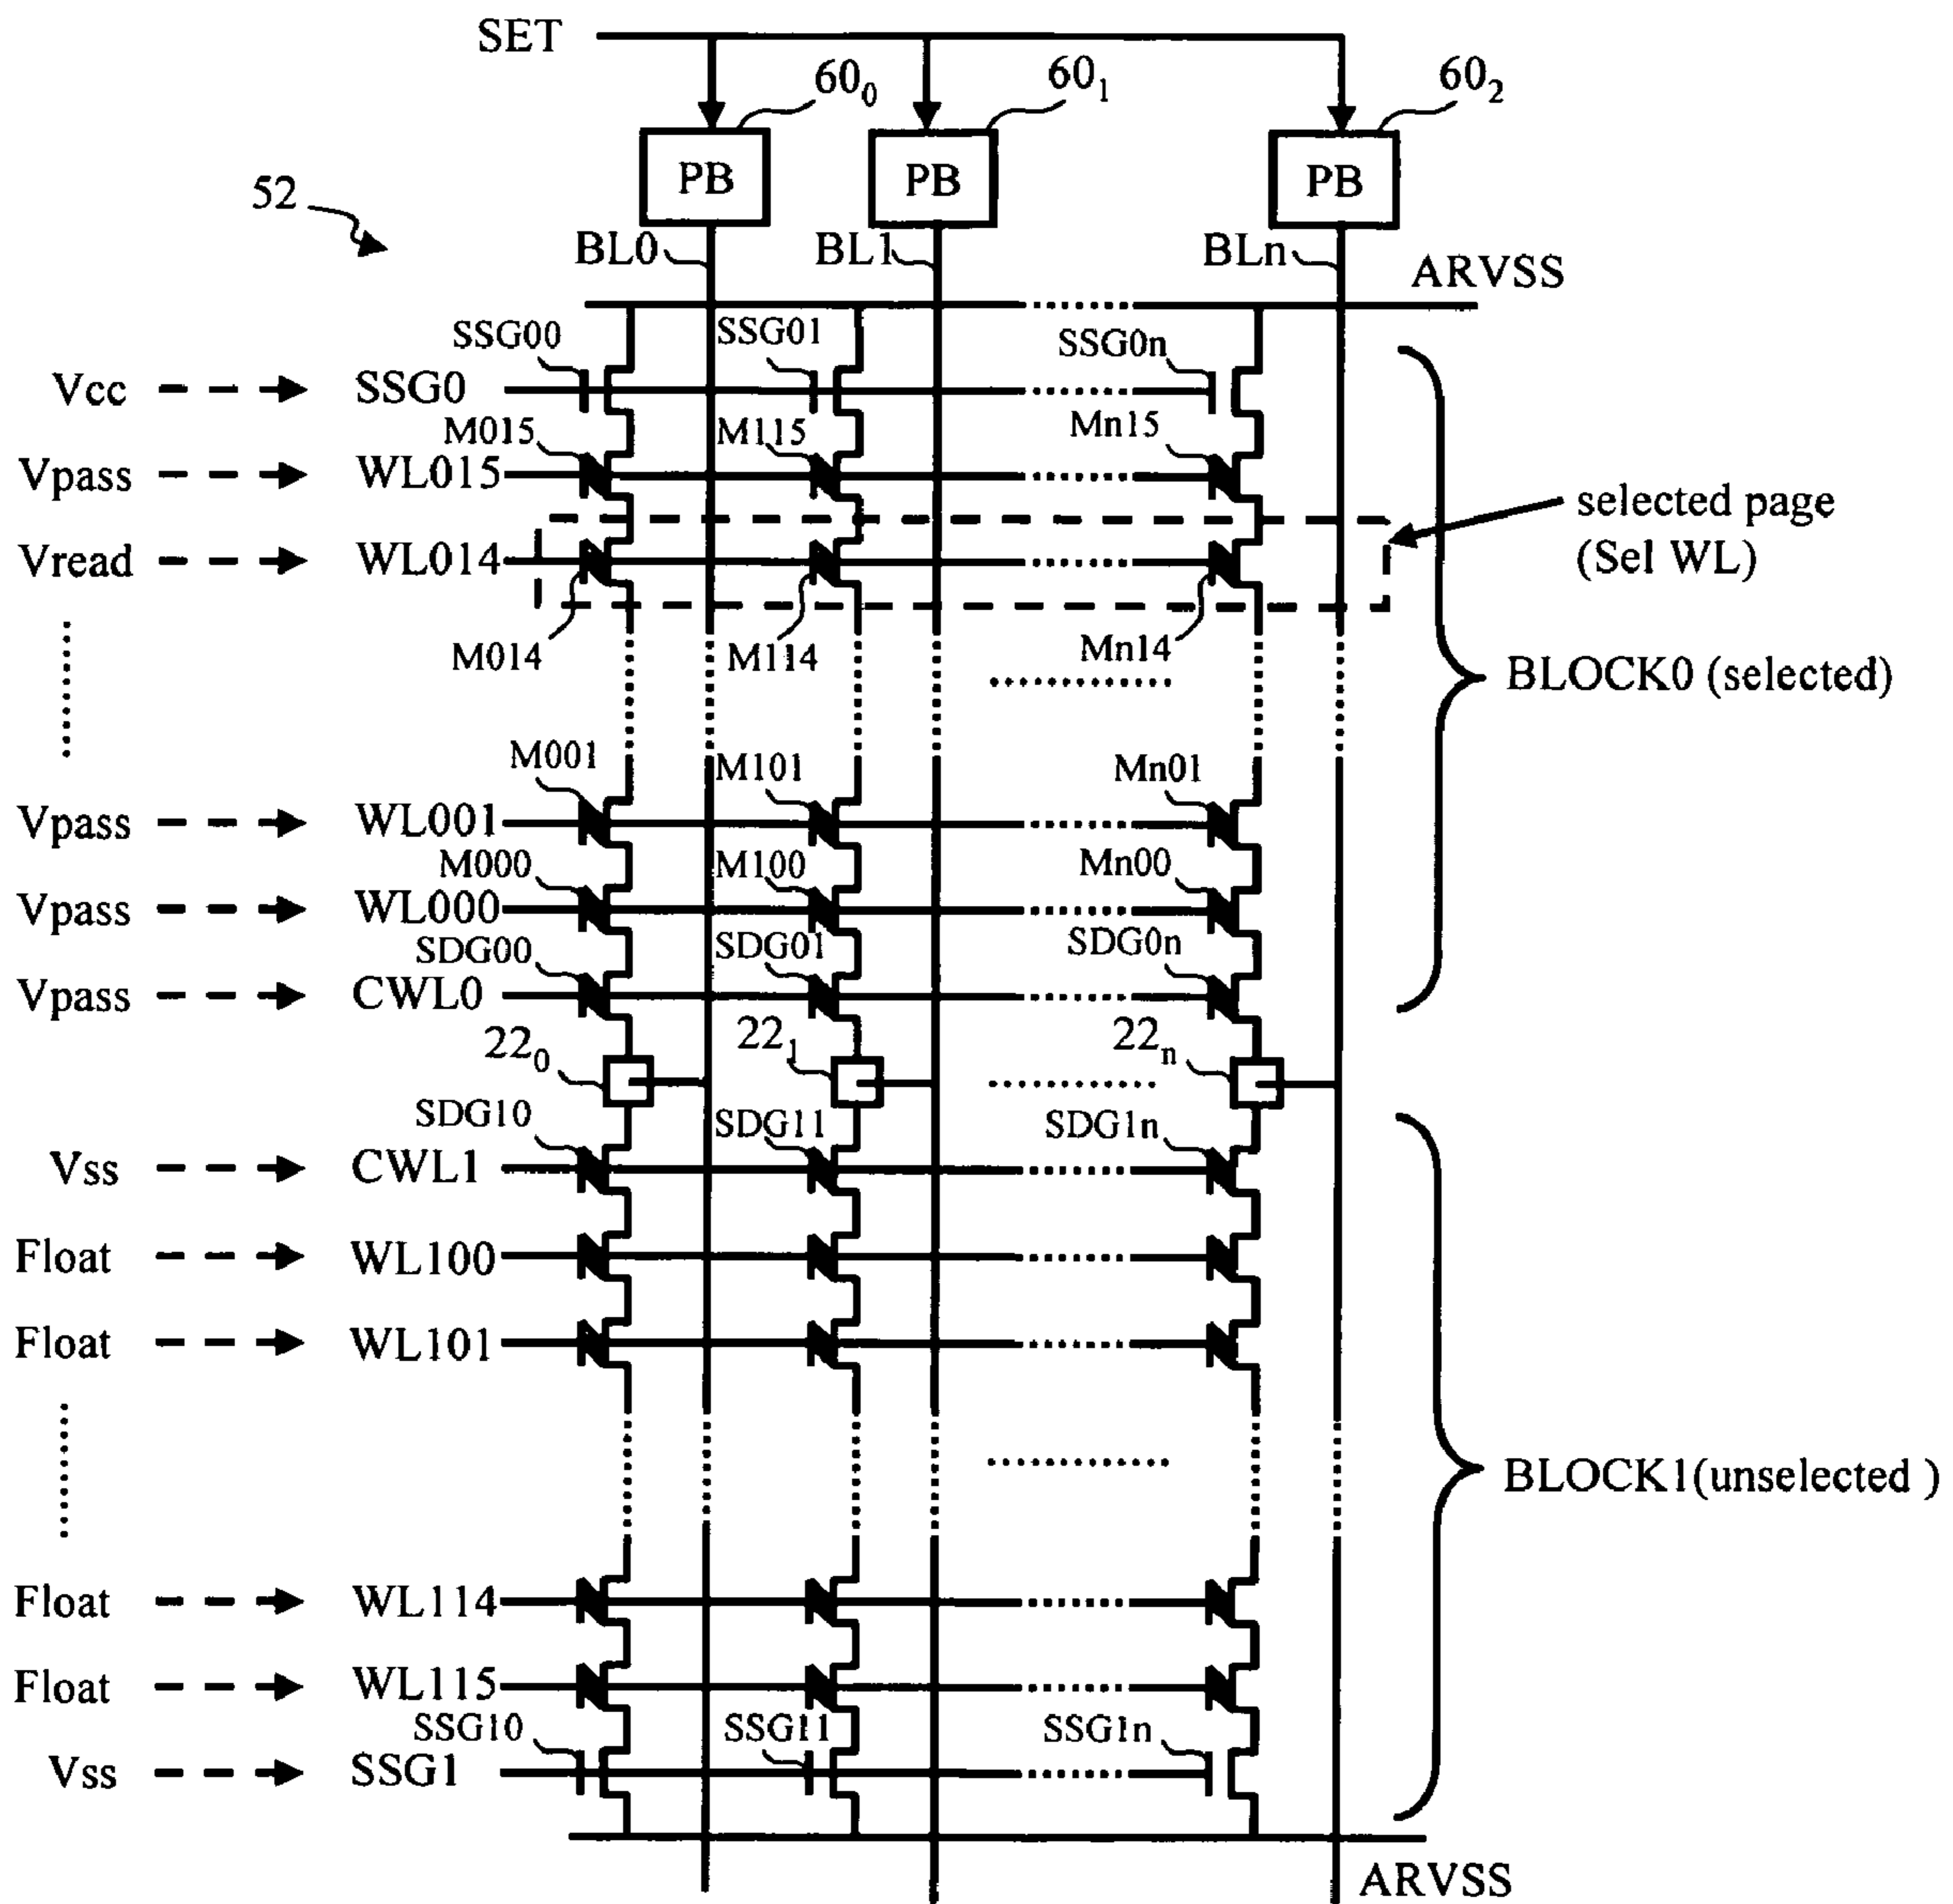 SET
60₀ 60₁ 60₂
PB PB PB
52
BL0 BL1 BLn
ARVSS
SSG00 SSG01 SSG0n
Vcc SSG0
M015 M115 Mn15
Vpass WL015
selected page
(Sel WL)
Vread WL014
M014 M114 Mn14
BLOCK0 (selected)
M001 M101 Mn01
Vpass WL001
M000 M100 Mn00
Vpass WL000
SDG00 SDG01 SDG0n
Vpass CWL0
22₀ 22₁ 22ₙ
SDG10 SDG11 SDG1n
Vss CWL1
Float WL100
Float WL101
BLOCK1(unselected )
Float WL114
Float WL115
SSG10 SSG11 SSG1n
Vss SSG1
ARVSS